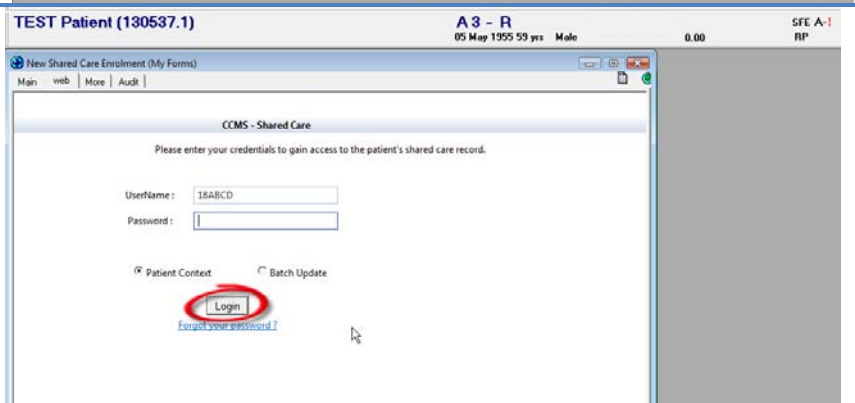 TEST Patient (130537.1) A 3 - R SFE A-!
05 May 1955 59 yrs Male 0.00 RP
New Shared Care Enrolment (My Forms)
Main web More Audit
CCMS - Shared Care
Please enter your credentials to gain access to the patient's shared care record.
UserName : 18ABCD
Password :
Patient Context Batch Update
Login
Forgot your password ?